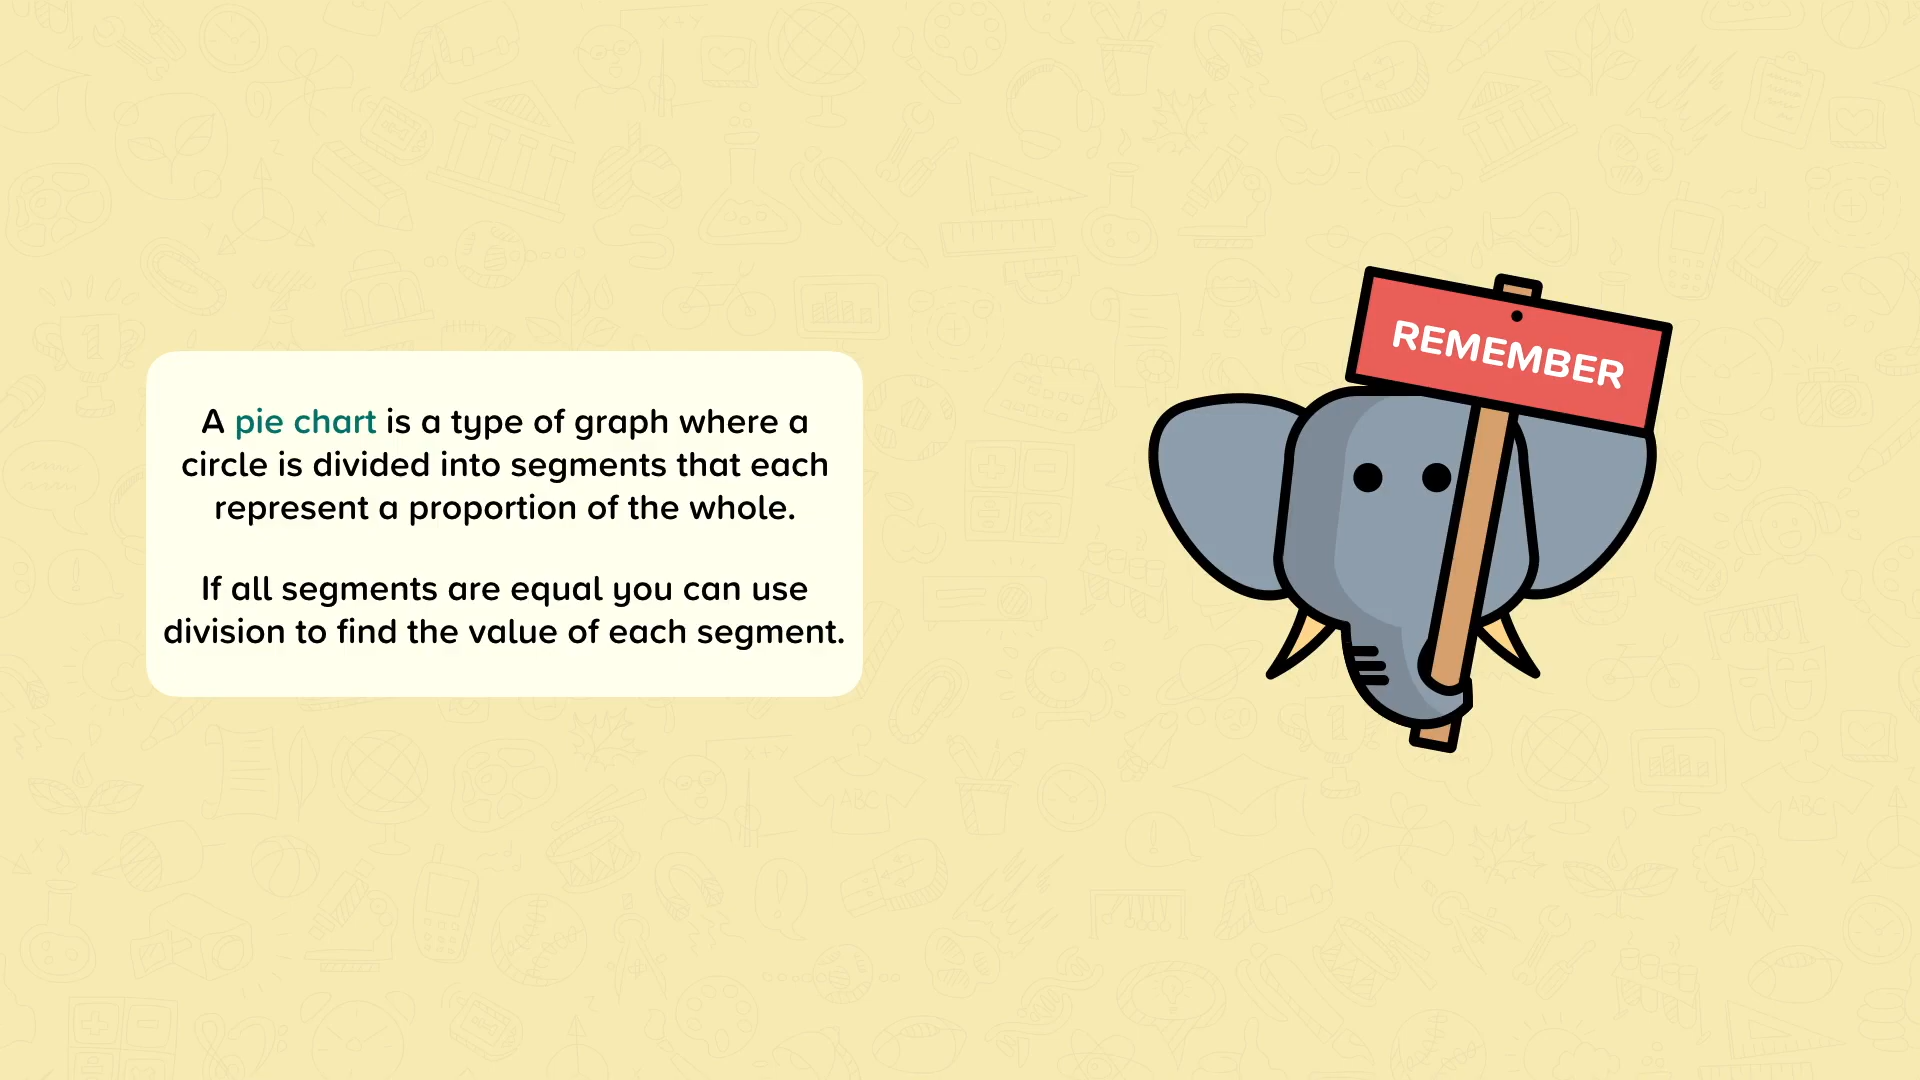 A pie chart is a type of graph where a
circle is divided into segments that each
represent a proportion of the whole.
If all segments are equal you can use
division to find the value of each segment.
REMEMBER